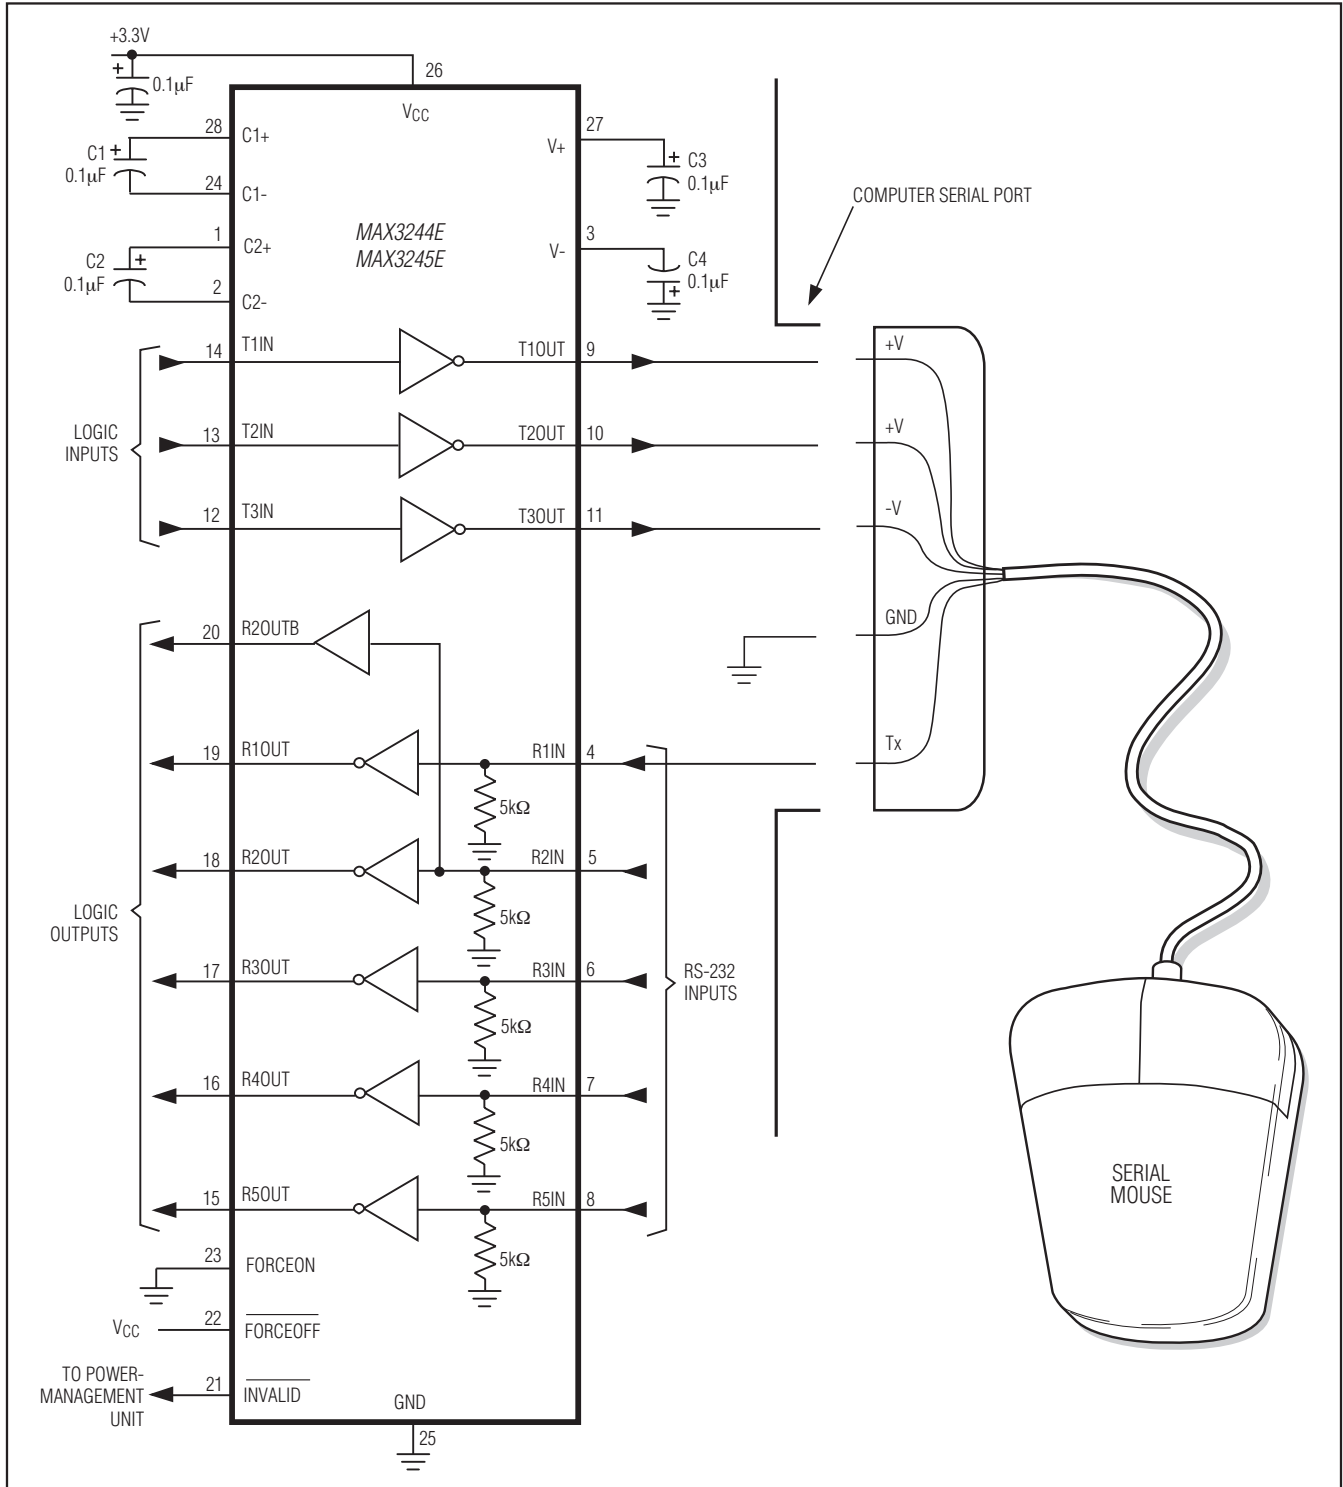 +3.3V
+
0.1µF
26
VCC
28
C1+
C1
+
0.1µF
24
C1-
27
V+
+
C3
0.1µF
COMPUTER SERIAL PORT
MAX3244E
MAX3245E
1
C2+
C2
+
0.1µF
2
C2-
3
V-
C4
0.1µF
+
LOGIC
INPUTS
14
T1IN
T1OUT
9
+V
13
T2IN
T2OUT
10
+V
12
T3IN
T3OUT
11
-V
20
R2OUTB
GND
19
R1OUT
R1IN
4
Tx
5kΩ
18
R2OUT
R2IN
5
5kΩ
LOGIC
OUTPUTS
17
R3OUT
R3IN
6
5kΩ
RS-232
INPUTS
16
R4OUT
R4IN
7
5kΩ
15
R5OUT
R5IN
8
5kΩ
SERIAL
MOUSE
23
FORCEON
VCC
22
FORCEOFF
TO POWER-
MANAGEMENT
UNIT
21
INVALID
GND
25